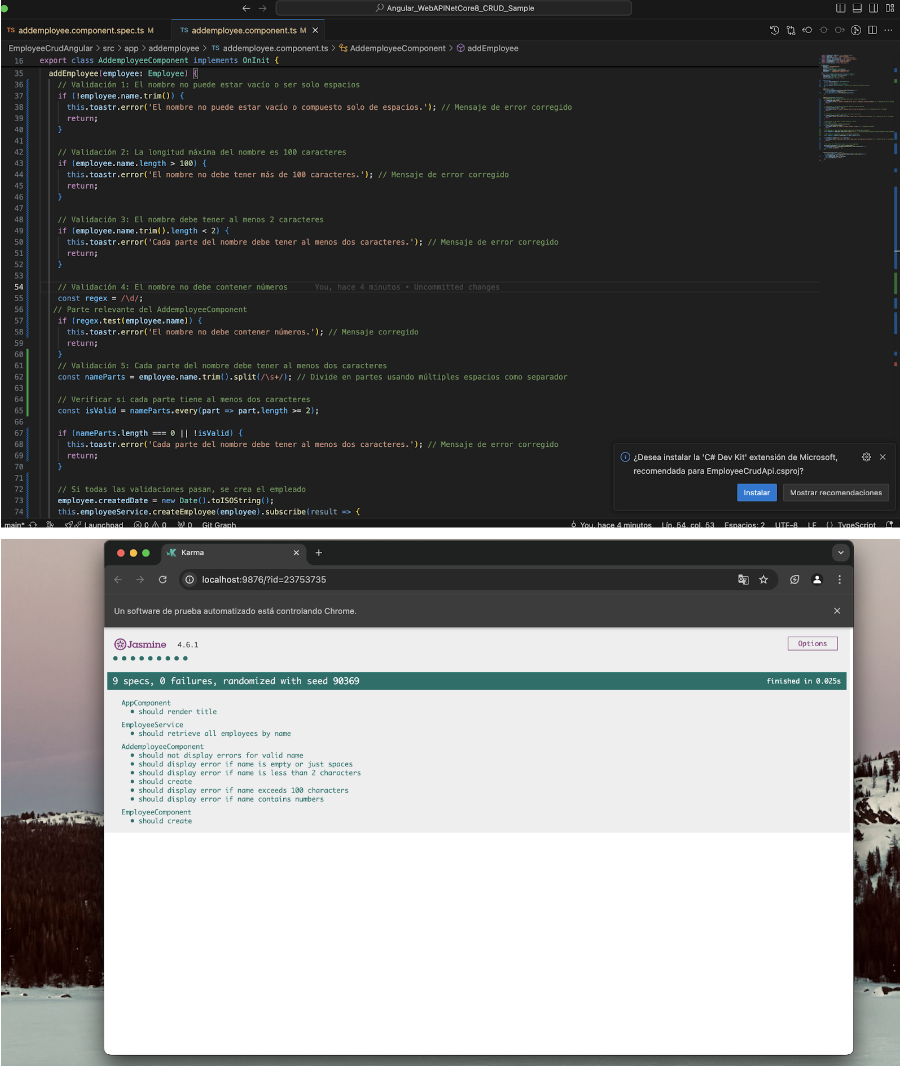 Angular_WebAPINetCore8_CRUD_Sample
TS addemployee.component.spec.ts M
TS addemployee.component.ts M
EmployeeCrudAngular > src > app > addemployee > TS addemployee.component.ts > AddemployeeComponent > addEmployee
16 export class AddemployeeComponent implements OnInit {
35 addEmployee(employee: Employee) {
36 // Validación 1: El nombre no puede estar vacío o ser solo espacios
37 if (!employee.name.trim()) {
38 this.toastr.error('El nombre no puede estar vacío o compuesto solo de espacios.'); // Mensaje de error corregido
39 return;
40 }
41
42 // Validación 2: La longitud máxima del nombre es 100 caracteres
43 if (employee.name.length > 100) {
44 this.toastr.error('El nombre no debe tener más de 100 caracteres.'); // Mensaje de error corregido
45 return;
46 }
47
48 // Validación 3: El nombre debe tener al menos 2 caracteres
49 if (employee.name.trim().length < 2) {
50 this.toastr.error('Cada parte del nombre debe tener al menos dos caracteres.'); // Mensaje de error corregido
51 return;
52 }
53
54 // Validación 4: El nombre no debe contener números You, hace 4 minutos • Uncommitted changes
55 const regex = /\d/;
56 // Parte relevante del AddemployeeComponent
57 if (regex.test(employee.name)) {
58 this.toastr.error('El nombre no debe contener números.'); // Mensaje corregido
59 return;
60 }
61 // Validación 5: Cada parte del nombre debe tener al menos dos caracteres
62 const nameParts = employee.name.trim().split(/\s+/); // Divide en partes usando múltiples espacios como separador
63
64 // Verificar si cada parte tiene al menos dos caracteres
65 const isValid = nameParts.every(part => part.length >= 2);
66
67 if (nameParts.length === 0 || !isValid) {
68 this.toastr.error('Cada parte del nombre debe tener al menos dos caracteres.'); // Mensaje de error corregido
69 return;
70 }
71
72 // Si todas las validaciones pasan, se crea el empleado
73 employee.createdDate = new Date().toISOString();
74 this.employeeService.createEmployee(employee).subscribe(result => {
¿Desea instalar la 'C# Dev Kit' extensión de Microsoft,
recomendada para EmployeeCrudApi.csproj?
Instalar
Mostrar recomendaciones
main* Launchpad 0 0 0 Git Graph You, hace 4 minutos Lín. 54, col. 53 Espacios: 2 UTF-8 LF {} TypeScript
Karma
localhost:9876/?id=23753735
Un software de prueba automatizado está controlando Chrome.
Jasmine 4.6.1
Options
9 specs, 0 failures, randomized with seed 90369
finished in 0.025s
AppComponent
• should render title
EmployeeService
• should retrieve all employees by name
AddemployeeComponent
• should not display errors for valid name
• should display error if name is empty or just spaces
• should display error if name is less than 2 characters
• should create
• should display error if name exceeds 100 characters
• should display error if name contains numbers
EmployeeComponent
• should create